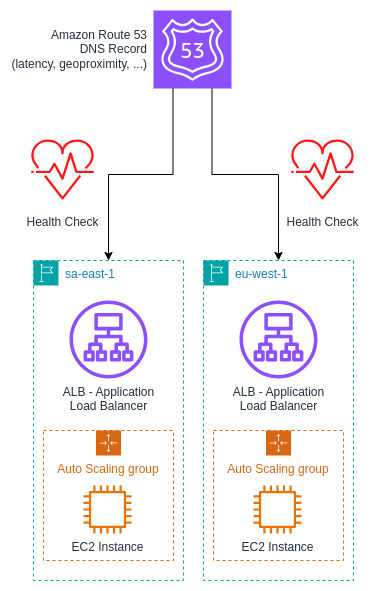 Amazon Route 53
DNS Record
(latency, geoproximity, ...)
53
Health Check
Health Check
sa-east-1
ALB - Application
Load Balancer
Auto Scaling group
EC2 Instance
eu-west-1
ALB - Application
Load Balancer
Auto Scaling group
EC2 Instance